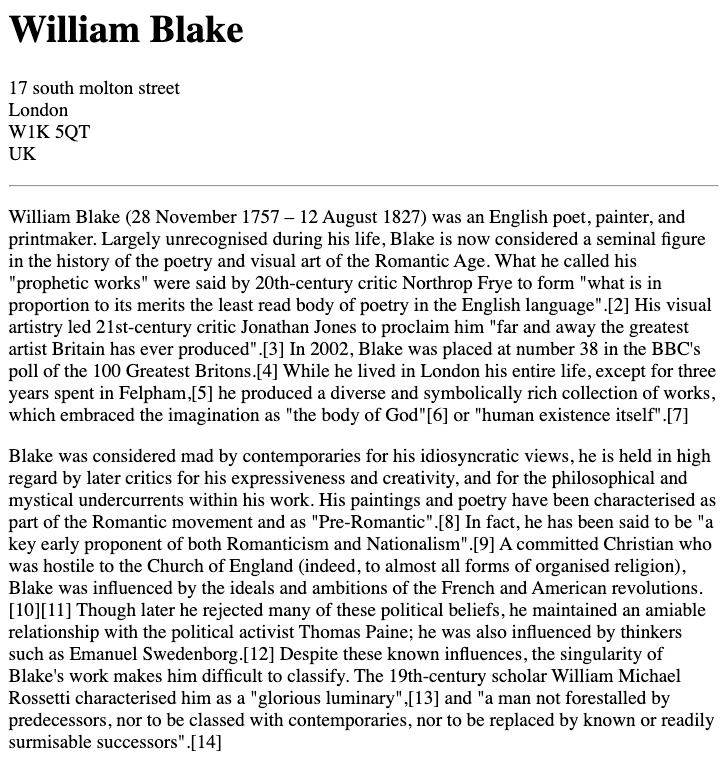 William Blake
17 south molton street
London
W1K 5QT
UK
William Blake (28 November 1757 – 12 August 1827) was an English poet, painter, and
printmaker. Largely unrecognised during his life, Blake is now considered a seminal figure
in the history of the poetry and visual art of the Romantic Age. What he called his
"prophetic works" were said by 20th-century critic Northrop Frye to form "what is in
proportion to its merits the least read body of poetry in the English language".[2] His visual
artistry led 21st-century critic Jonathan Jones to proclaim him "far and away the greatest
artist Britain has ever produced".[3] In 2002, Blake was placed at number 38 in the BBC's
poll of the 100 Greatest Britons.[4] While he lived in London his entire life, except for three
years spent in Felpham,[5] he produced a diverse and symbolically rich collection of works,
which embraced the imagination as "the body of God"[6] or "human existence itself".[7]
Blake was considered mad by contemporaries for his idiosyncratic views, he is held in high
regard by later critics for his expressiveness and creativity, and for the philosophical and
mystical undercurrents within his work. His paintings and poetry have been characterised as
part of the Romantic movement and as "Pre-Romantic".[8] In fact, he has been said to be "a
key early proponent of both Romanticism and Nationalism".[9] A committed Christian who
was hostile to the Church of England (indeed, to almost all forms of organised religion),
Blake was influenced by the ideals and ambitions of the French and American revolutions.
[10][11] Though later he rejected many of these political beliefs, he maintained an amiable
relationship with the political activist Thomas Paine; he was also influenced by thinkers
such as Emanuel Swedenborg.[12] Despite these known influences, the singularity of
Blake's work makes him difficult to classify. The 19th-century scholar William Michael
Rossetti characterised him as a "glorious luminary",[13] and "a man not forestalled by
predecessors, nor to be classed with contemporaries, nor to be replaced by known or readily
surmisable successors".[14]